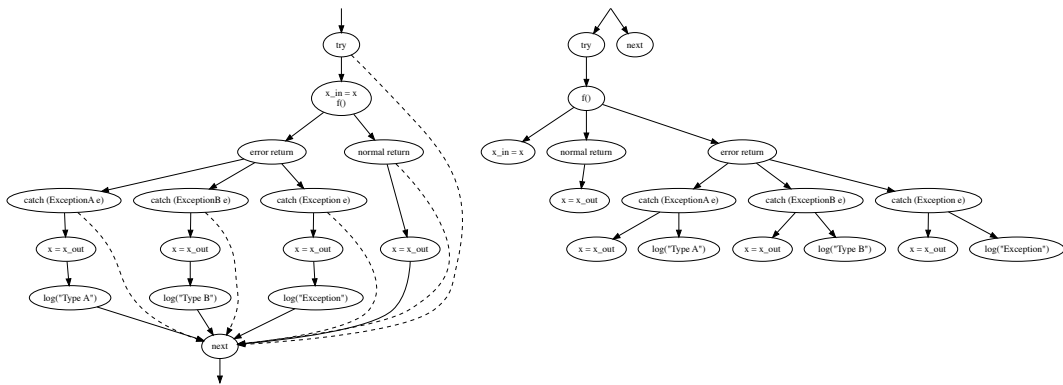 try
x_in = x
f()
error return
normal return
catch (ExceptionA e)
catch (ExceptionB e)
catch (Exception e)
x = x_out
x = x_out
x = x_out
x = x_out
log("Type A")
log("Type B")
log("Exception")
next
try
next
f()
x_in = x
normal return
error return
x = x_out
catch (ExceptionA e)
catch (ExceptionB e)
catch (Exception e)
x = x_out
log("Type A")
x = x_out
log("Type B")
x = x_out
log("Exception")